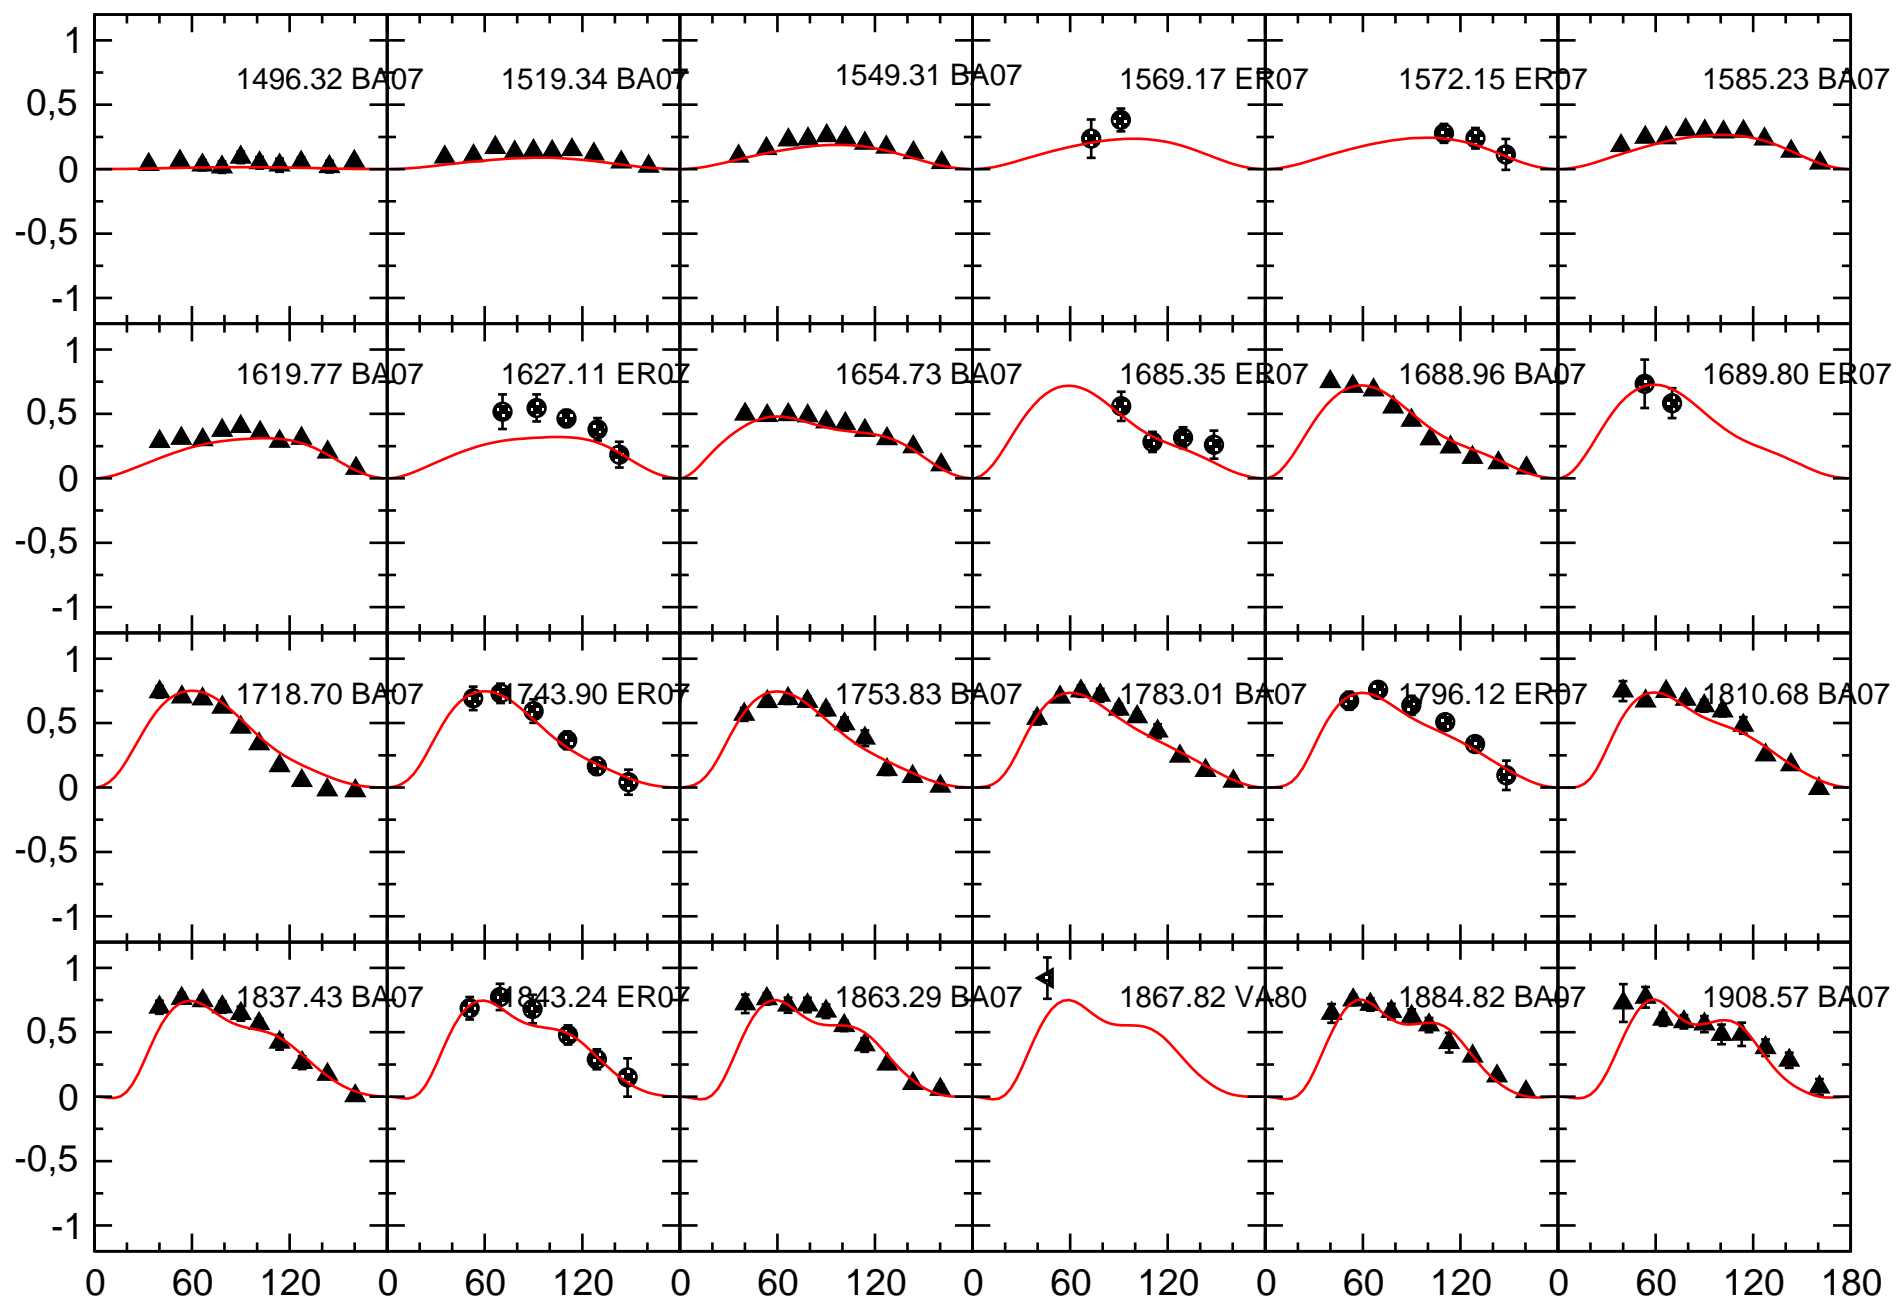 1
0,5
0
-0,5
-1
1496.32 BA07
1519.34 BA07
1549.31 BA07
1569.17 ER07
1572.15 ER07
1585.23 BA07
1
0,5
0
-0,5
-1
1619.77 BA07
1627.11 ER07
1654.73 BA07
1685.35 ER07
1688.96 BA07
1689.80 ER07
1
0,5
0
-0,5
-1
1718.70 BA07
1743.90 ER07
1753.83 BA07
1783.01 BA07
1796.12 ER07
1810.68 BA07
1
0,5
0
-0,5
-1
1837.43 BA07
1843.24 ER07
1863.29 BA07
1867.82 VA80
1884.82 BA07
1908.57 BA07
0 60 120 0 60 120 0 60 120 0 60 120 0 60 120 0 60 120 180